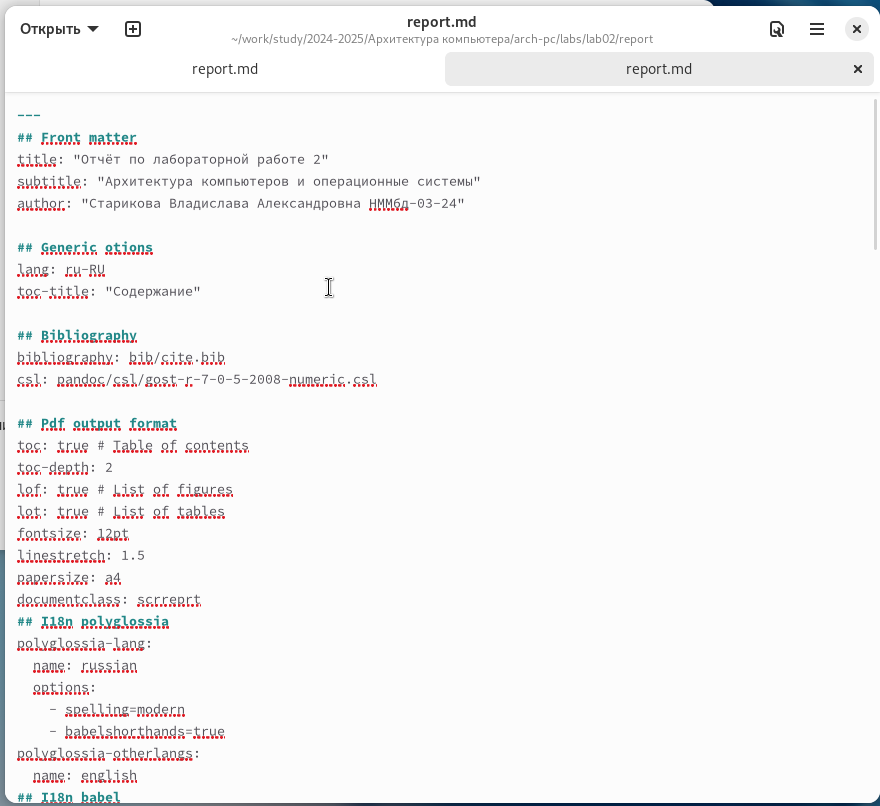 Открыть
report.md
~/work/study/2024-2025/Архитектура компьютера/arch-pc/labs/lab02/report
report.md
report.md
---
## Front matter
title: "Отчёт по лабораторной работе 2"
subtitle: "Архитектура компьютеров и операционные системы"
author: "Старикова Владислава Александровна НММбд-03-24"

## Generic otions
lang: ru-RU
toc-title: "Содержание"

## Bibliography
bibliography: bib/cite.bib
csl: pandoc/csl/gost-r-7-0-5-2008-numeric.csl

## Pdf output format
toc: true # Table of contents
toc-depth: 2
lof: true # List of figures
lot: true # List of tables
fontsize: 12pt
linestretch: 1.5
papersize: a4
documentclass: scrreprt
## I18n polyglossia
polyglossia-lang:
  name: russian
  options:
    - spelling=modern
    - babelshorthands=true
polyglossia-otherlangs:
  name: english
## I18n babel